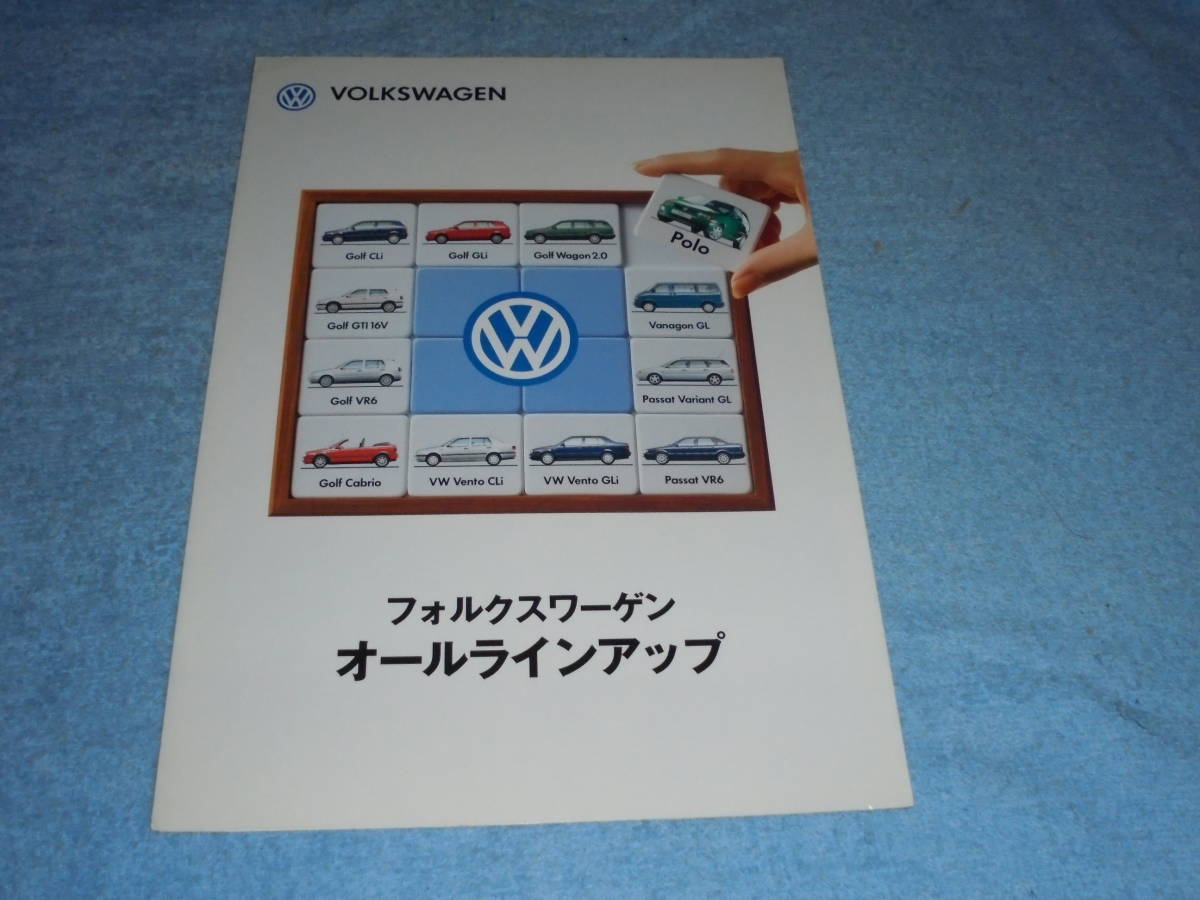 VOLKSWAGEN
Polo
Golf CLi
Golf GLi
Golf Wagon 2.0
Golf GTI 16V
Vanagon GL
Golf VR6
Passat Variant GL
Golf Cabrio
VW Vento CLi
VW Vento GLi
Passat VR6
フォルクスワーゲン
オールラインアップ